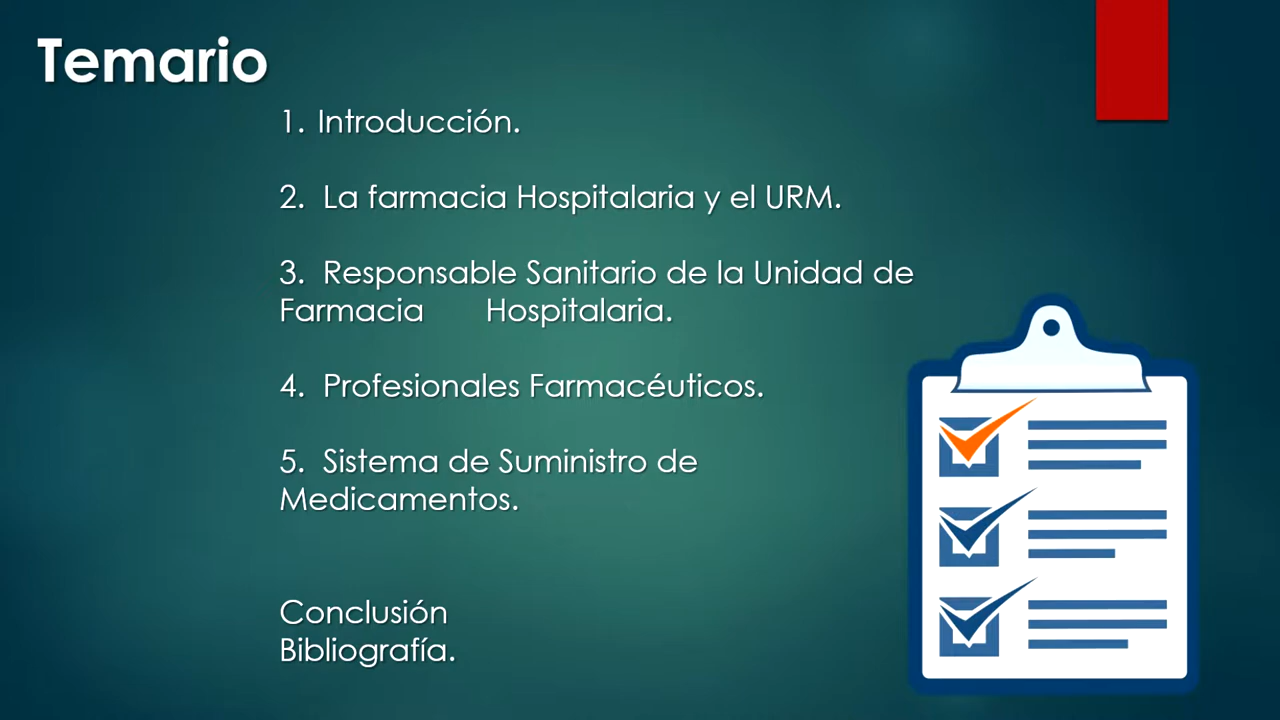 Temario
1. Introducción.
2. La farmacia Hospitalaria y el URM.
3. Responsable Sanitario de la Unidad de
Farmacia Hospitalaria.
4. Profesionales Farmacéuticos.
5. Sistema de Suministro de
Medicamentos.
Conclusión
Bibliografía.